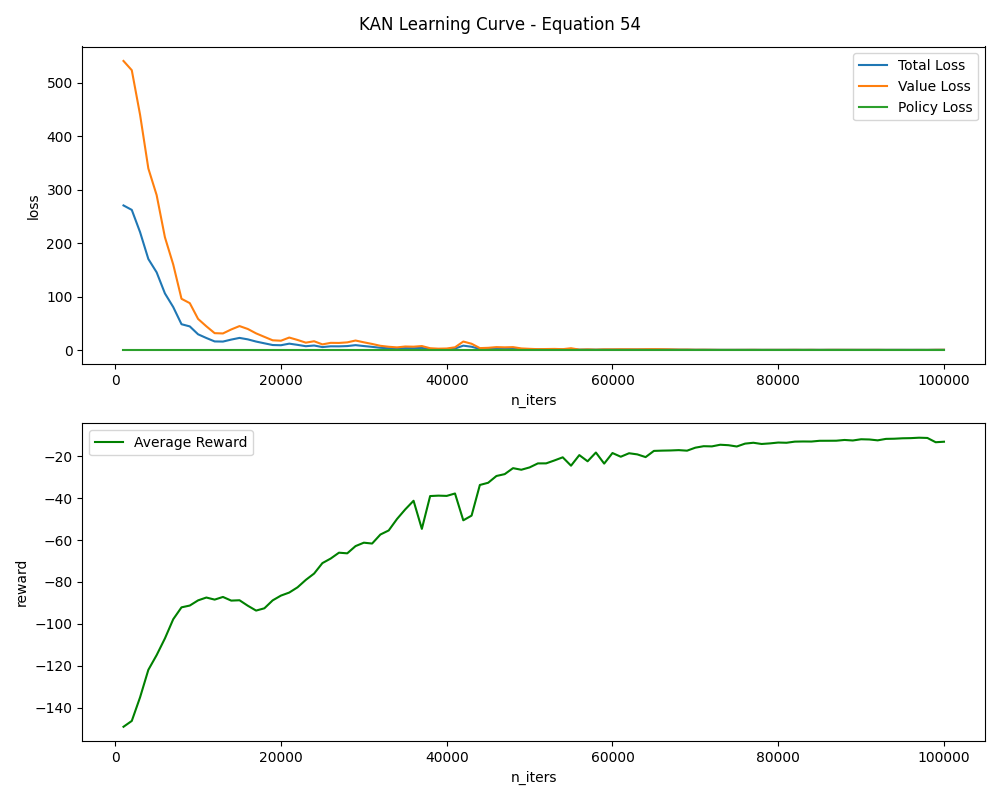 KAN Learning Curve - Equation 54
500
400
300
200
100
0
loss
Total Loss
Value Loss
Policy Loss
0 20000 40000 60000 80000 100000
n_iters
−20
−40
−60
−80
−100
−120
−140
reward
Average Reward
0 20000 40000 60000 80000 100000
n_iters